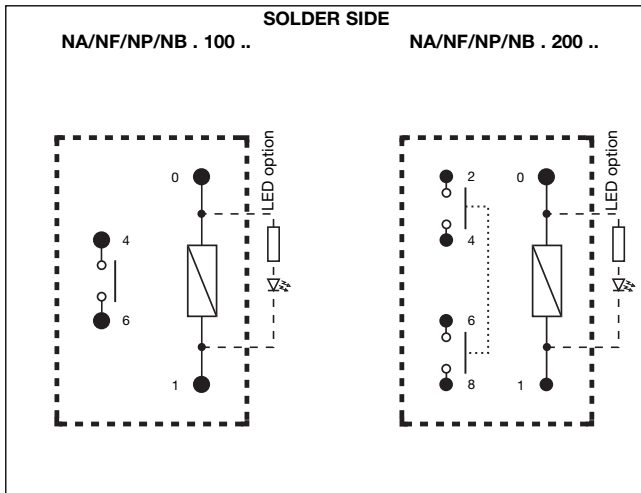 SOLDER SIDE
NA/NF/NP/NB . 100 ..
0
LED option
4
6
1
NA/NF/NP/NB . 200 ..
2
0
LED option
4
6
8
1